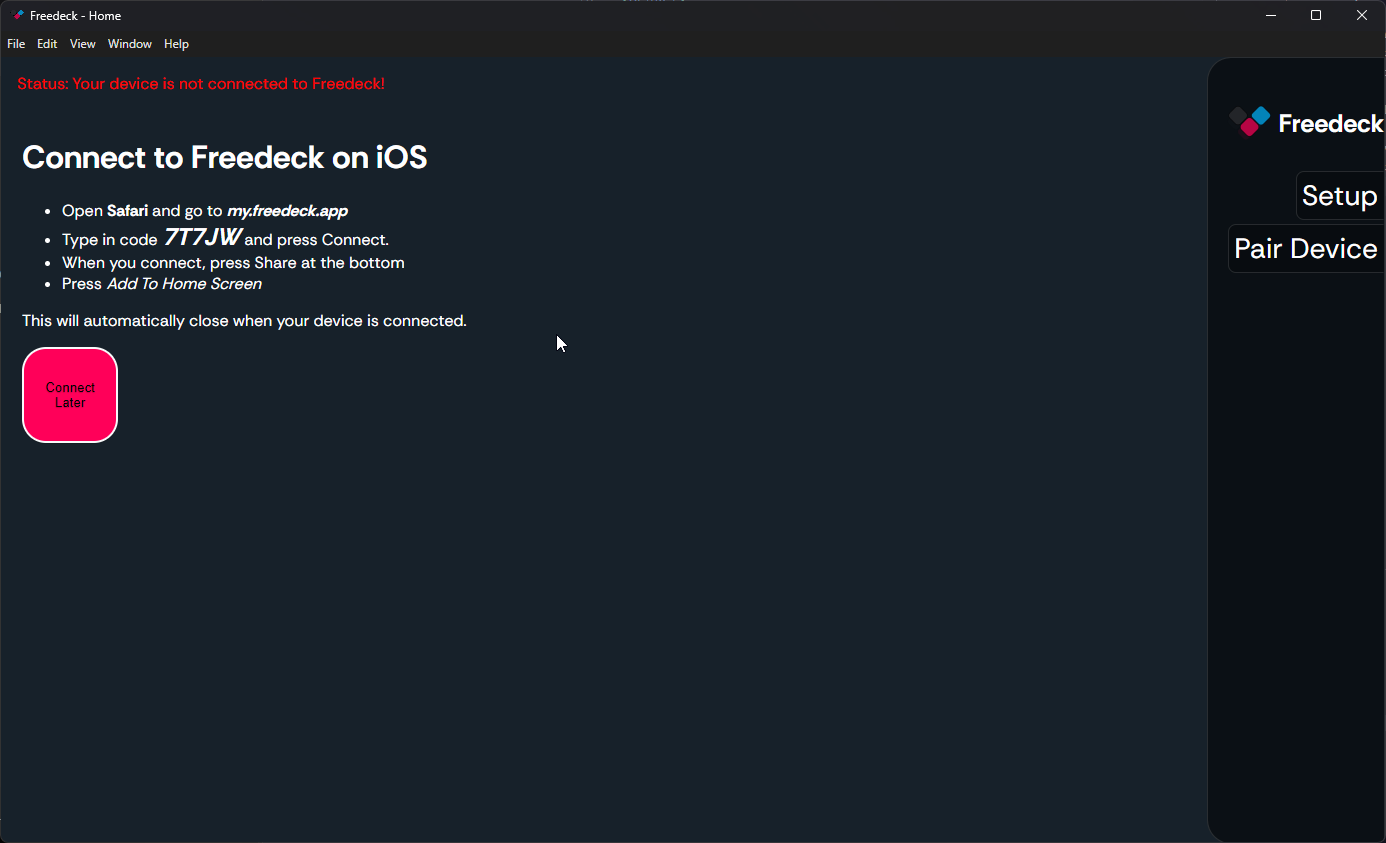 Freedeck - Home
File Edit View Window Help
Status: Your device is not connected to Freedeck!
Connect to Freedeck on iOS
• Open Safari and go to my.freedeck.app
• Type in code 7T7JW and press Connect.
• When you connect, press Share at the bottom
• Press Add To Home Screen
This will automatically close when your device is connected.
Connect
Later
Freedeck
Setup
Pair Device